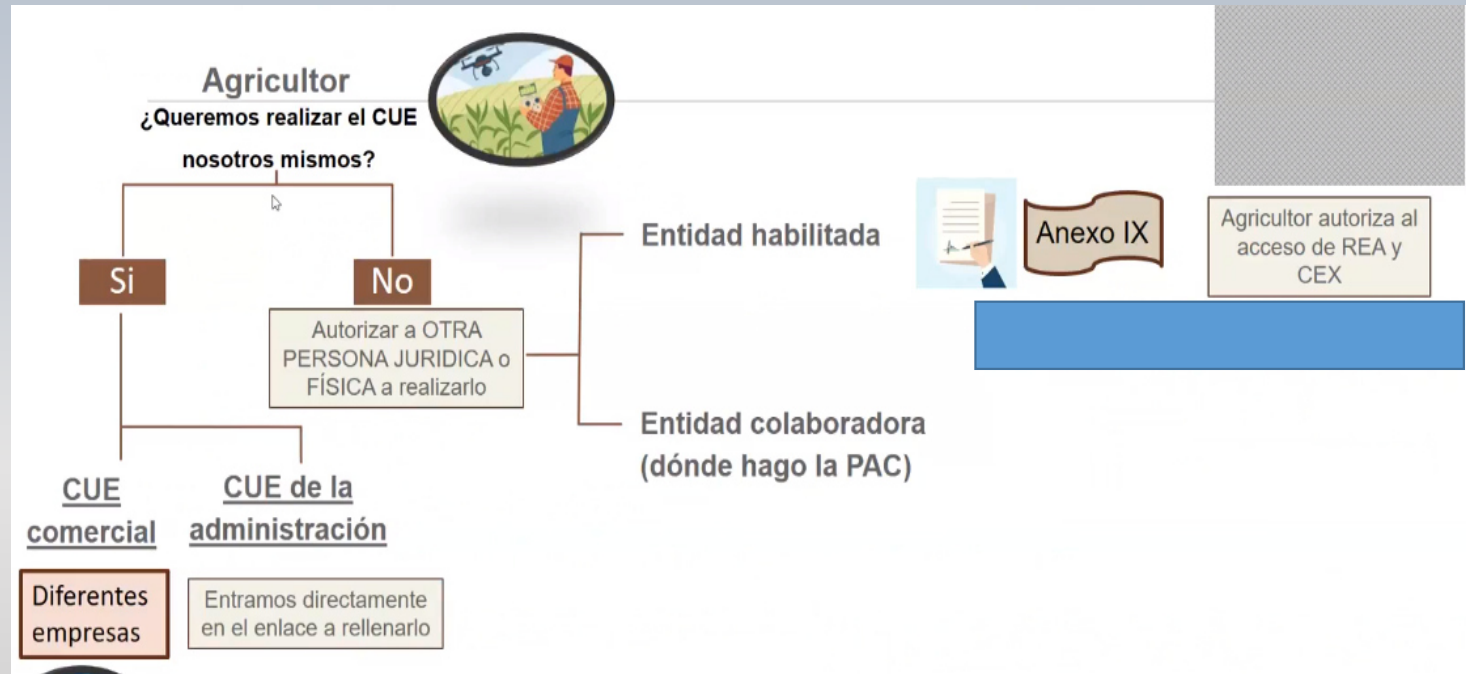 Agricultor
¿Queremos realizar el CUE
nosotros mismos?
Si
No
Autorizar a OTRA
PERSONA JURIDICA o
FÍSICA a realizarlo
Entidad habilitada
Anexo IX
Agricultor autoriza al
acceso de REA y
CEX
Entidad colaboradora
(dónde hago la PAC)
CUE
comercial
CUE de la
administración
Diferentes
empresas
Entramos directamente
en el enlace a rellenarlo